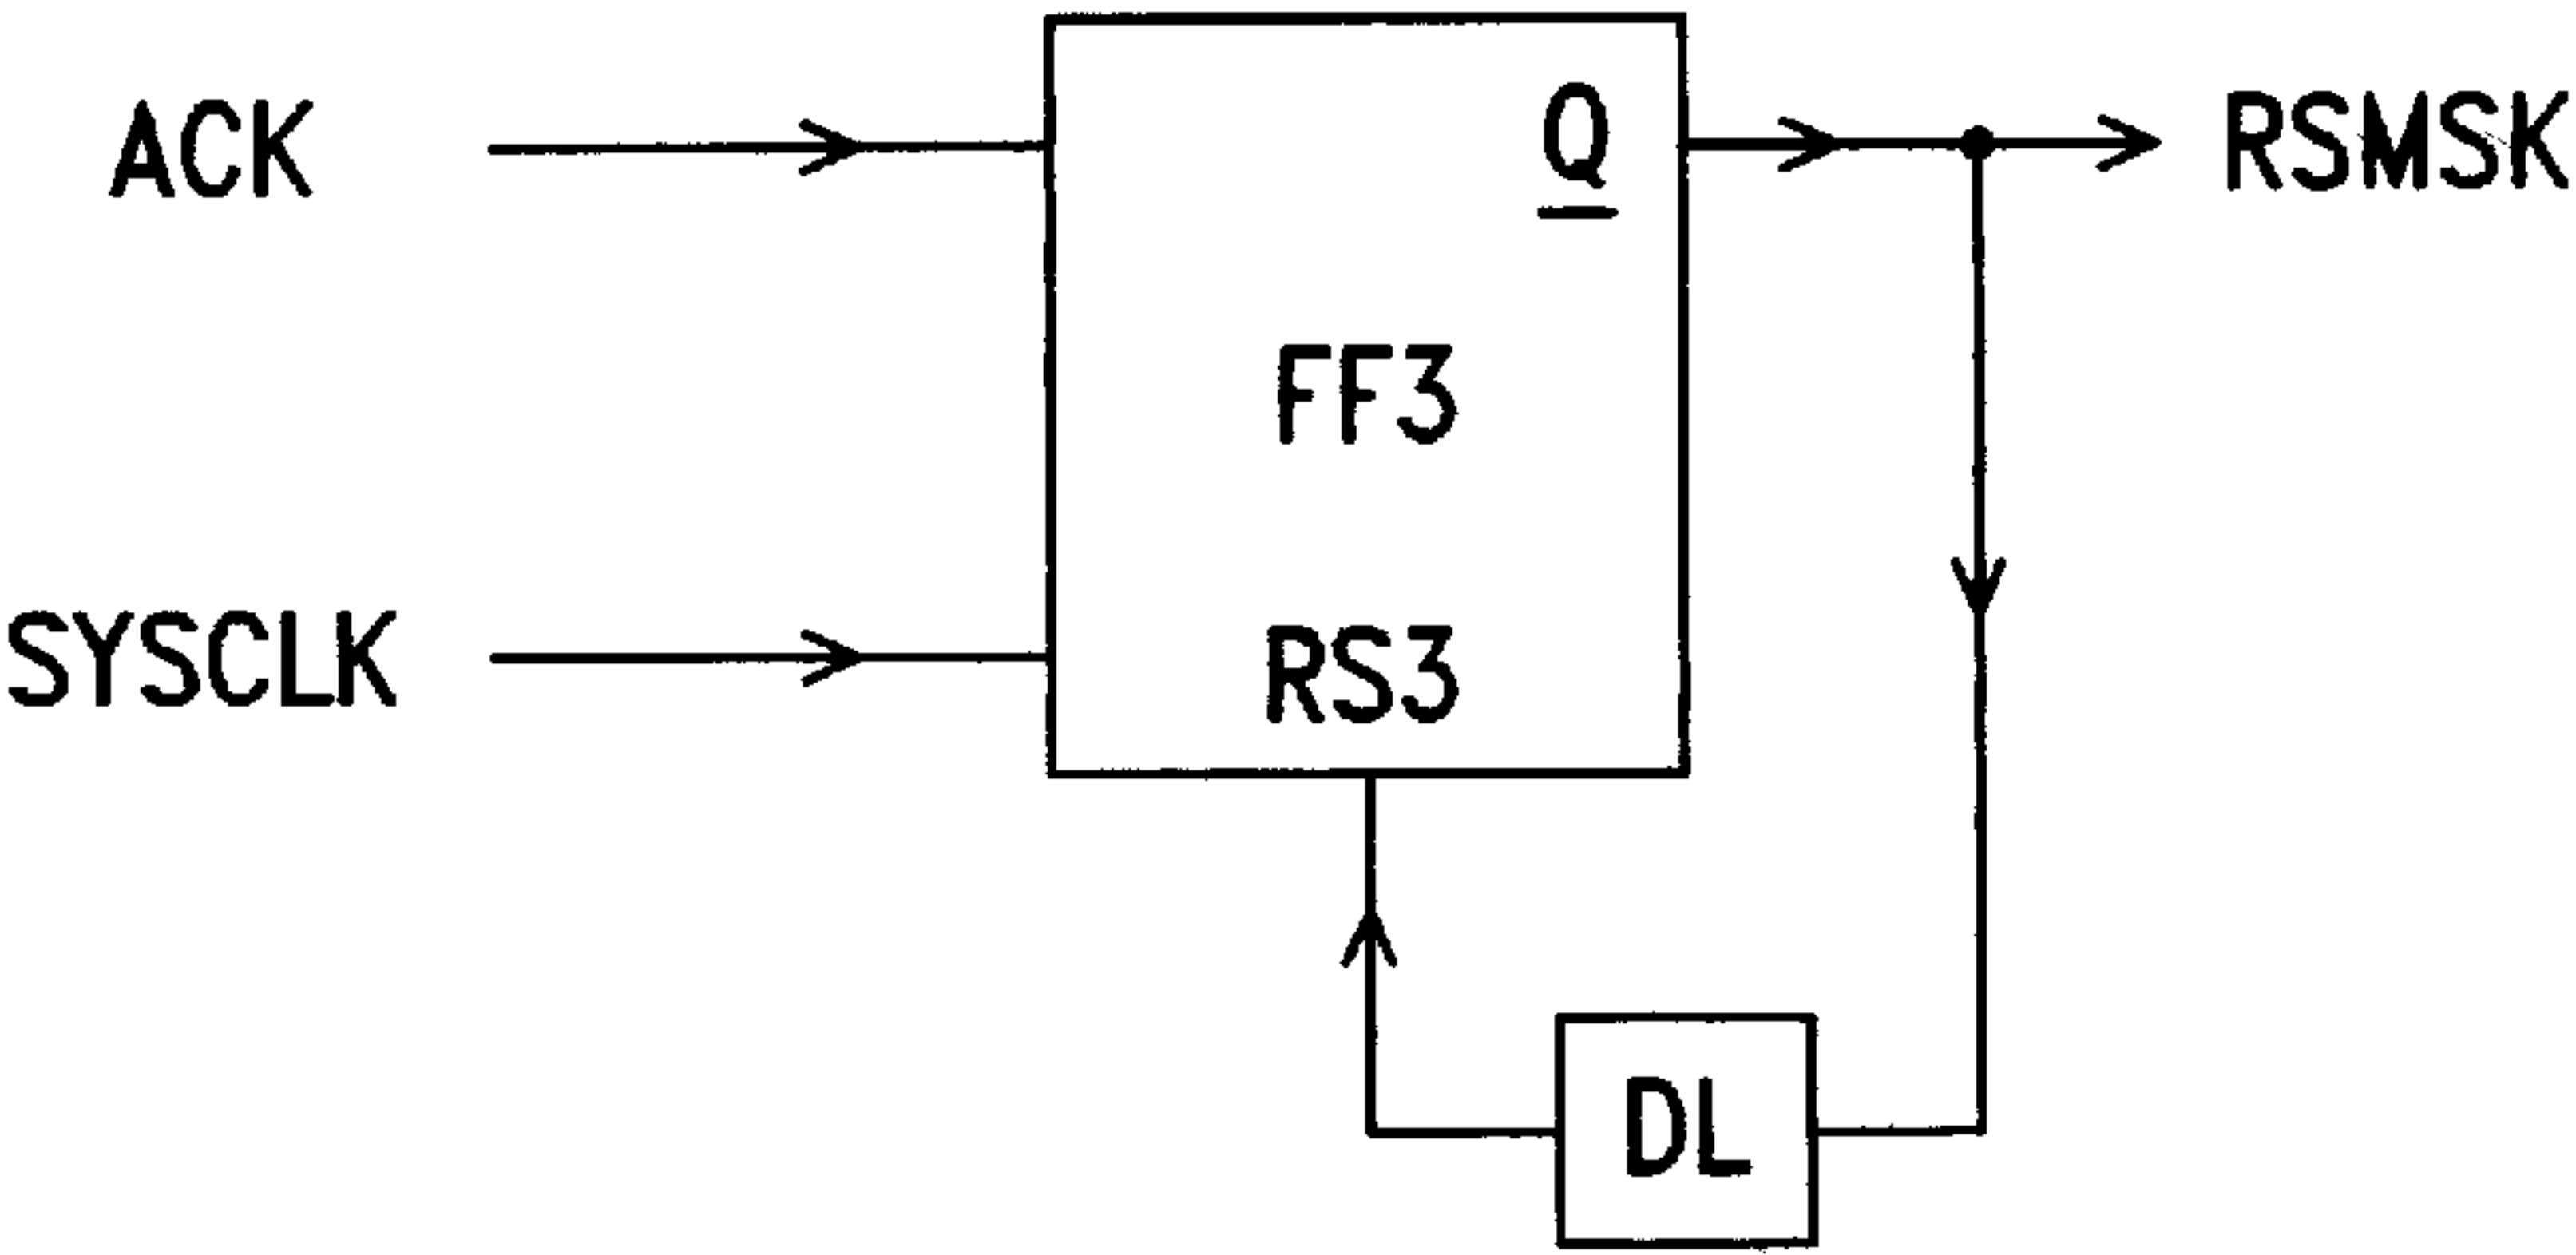 ACK
Q
RSMSK
FF3
SYSCLK
RS3
DL